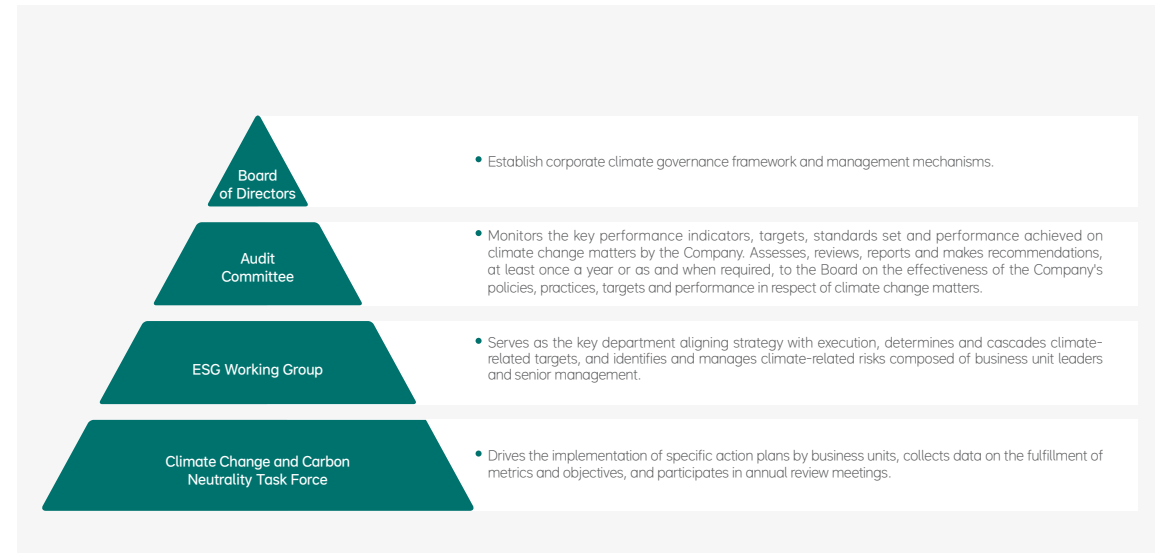 Board
of Directors
• Establish corporate climate governance framework and management mechanisms.
Audit
Committee
• Monitors the key performance indicators, targets, standards set and performance achieved on
climate change matters by the Company. Assesses, reviews, reports and makes recommendations,
at least once a year or as and when required, to the Board on the effectiveness of the Company's
policies, practices, targets and performance in respect of climate change matters.
ESG Working Group
• Serves as the key department aligning strategy with execution, determines and cascades climate-
related targets, and identifies and manages climate-related risks composed of business unit leaders
and senior management.
Climate Change and Carbon
Neutrality Task Force
• Drives the implementation of specific action plans by business units, collects data on the fulfillment of
metrics and objectives, and participates in annual review meetings.